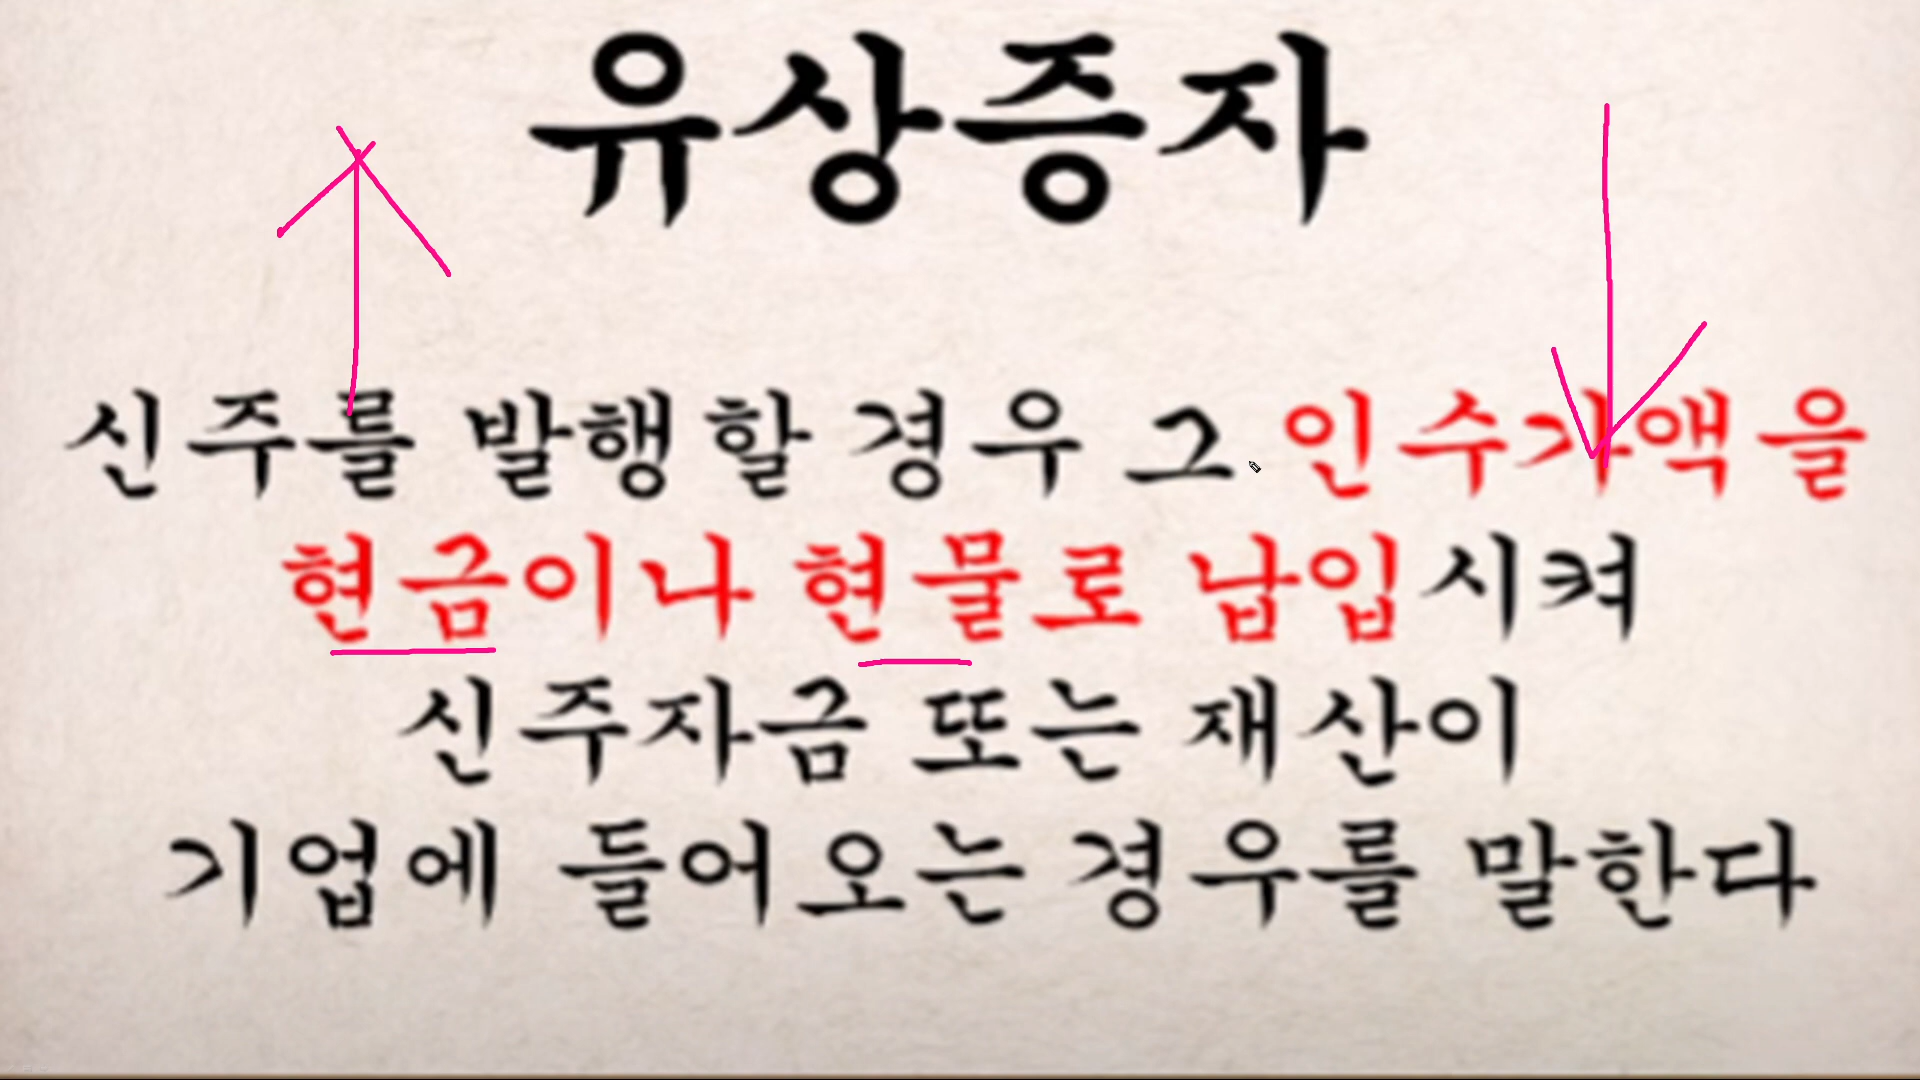 유상증자
신주를 발행할 경우 그 인수가액을
현금이나 현물로 납입시켜
신주자금 또는 재산이
기업에 들어오는 경우를 말한다